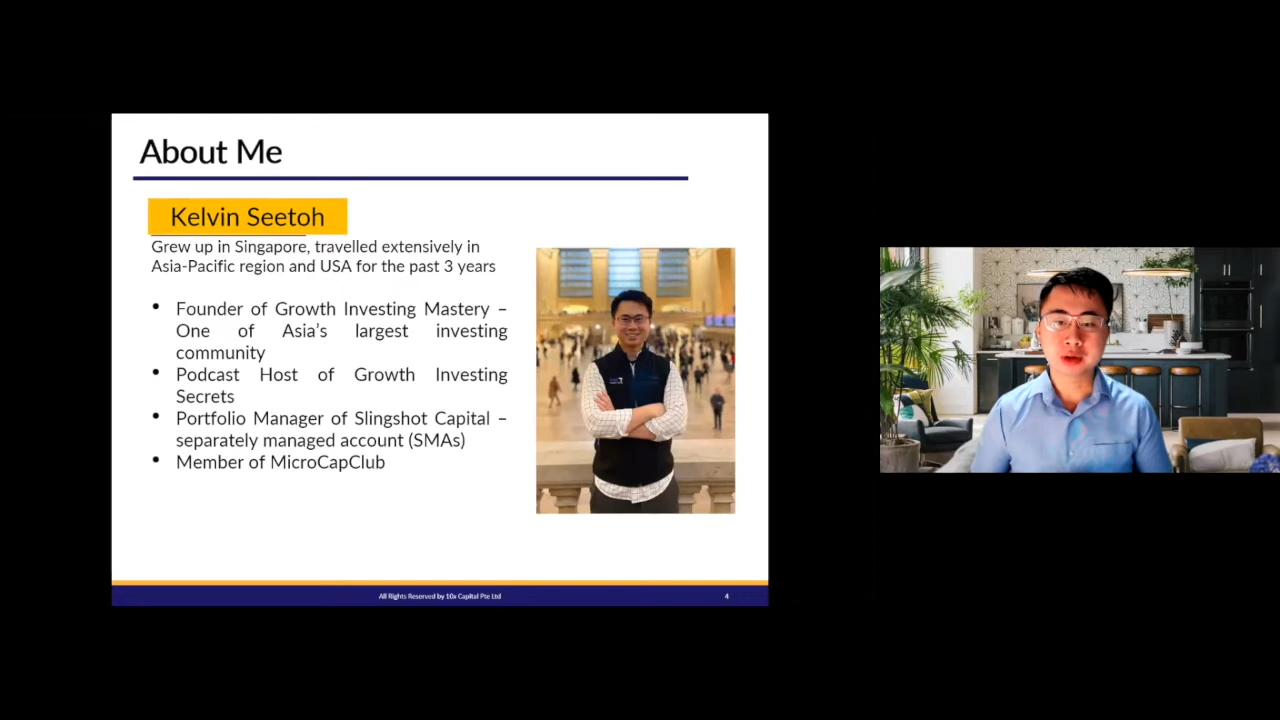 About Me
Kelvin Seetoh
Grew up in Singapore, travelled extensively in
Asia-Pacific region and USA for the past 3 years
• Founder of Growth Investing Mastery –
One of Asia’s largest investing
community
• Podcast Host of Growth Investing
Secrets
• Portfolio Manager of Slingshot Capital –
separately managed account (SMAs)
• Member of MicroCapClub
All Rights Reserved by 10x Capital Pte Ltd
4